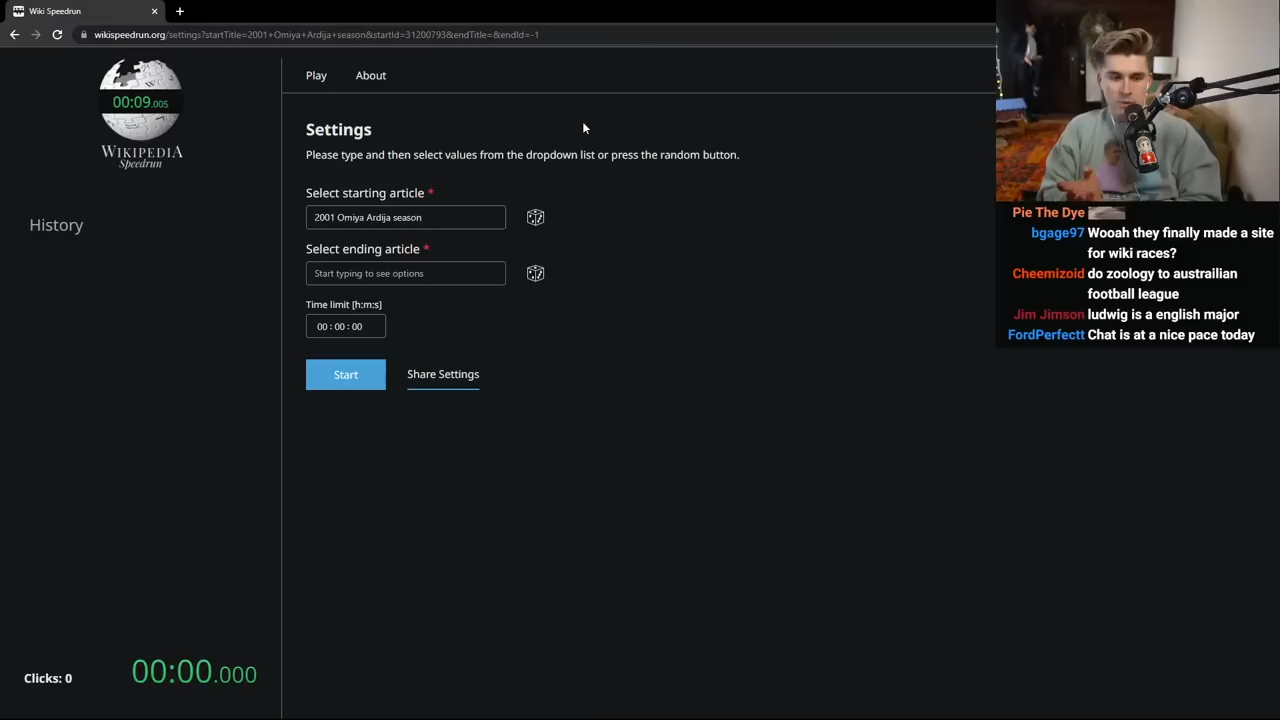 Wiki Speedrun
wikispeedrun.org/settings?startTitle=2001+Omiya+Ardija+season&startId=31200793&endTitle=&endId=-1
00:09.005
WIKIPEDIA
Speedrun
Play
About
Settings
Please type and then select values from the dropdown list or press the random button.
Select starting article *
2001 Omiya Ardija season
Select ending article *
Start typing to see options
Time limit [h:m:s]
00 : 00 : 00
Start
Share Settings
History
Clicks: 0
00:00.000
Pie The Dye
bgage97 Wooah they finally made a site
for wiki races?
Cheemizoid do zoology to austrailian
football league
Jim Jimson ludwig is a english major
FordPerfectt Chat is at a nice pace today